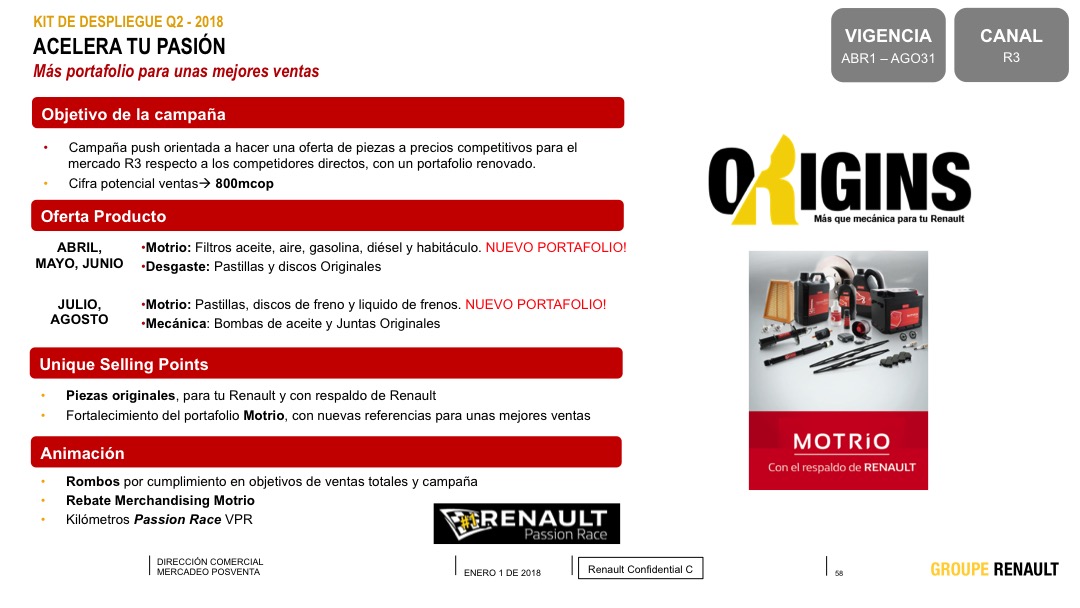 KIT DE DESPLIEGUE Q2 - 2018
ACELERA TU PASIÓN
Más portafolio para unas mejores ventas
VIGENCIA
ABR1 – AGO31
CANAL
R3
Objetivo de la campaña
• Campaña push orientada a hacer una oferta de piezas a precios competitivos para el
mercado R3 respecto a los competidores directos, con un portafolio renovado.
• Cifra potencial ventas→ 800mcop
Oferta Producto
ABRIL,
MAYO, JUNIO
•Motrio: Filtros aceite, aire, gasolina, diésel y habitáculo. NUEVO PORTAFOLIO!
•Desgaste: Pastillas y discos Originales
JULIO,
AGOSTO
•Motrio: Pastillas, discos de freno y liquido de frenos. NUEVO PORTAFOLIO!
•Mecánica: Bombas de aceite y Juntas Originales
Unique Selling Points
• Piezas originales, para tu Renault y con respaldo de Renault
• Fortalecimiento del portafolio Motrio, con nuevas referencias para unas mejores ventas
Animación
• Rombos por cumplimiento en objetivos de ventas totales y campaña
• Rebate Merchandising Motrio
• Kilómetros Passion Race VPR
#1 RENAULT
Passion Race
ORIGINS
Más que mecánica para tu Renault
MOTRiO
Con el respaldo de RENAULT
DIRECCIÓN COMERCIAL
MERCADEO POSVENTA
ENERO 1 DE 2018
Renault Confidential C
58
GROUPE RENAULT